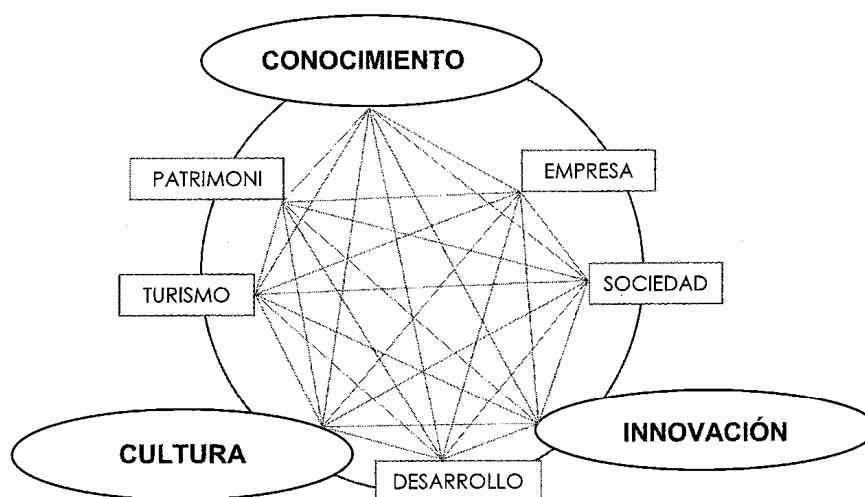 CONOCIMIENTO
PATRIMONI
EMPRESA
TURISMO
SOCIEDAD
CULTURA
INNOVACIÓN
DESARROLLO